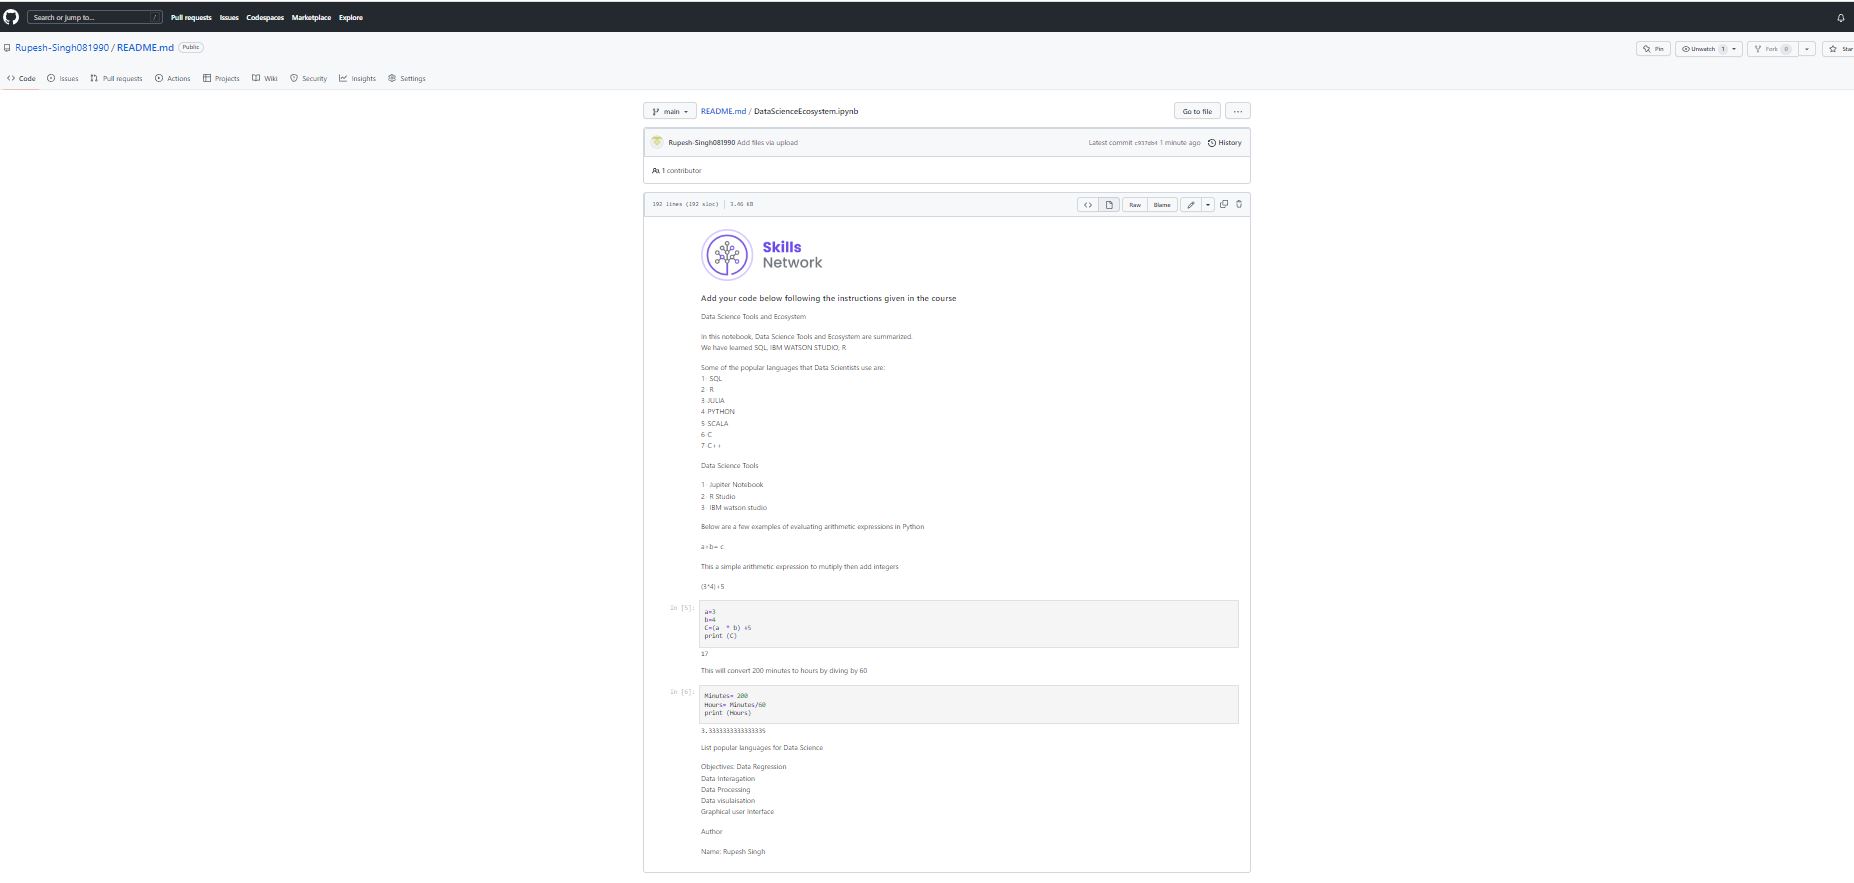 Search or jump to... /
Pull requests Issues Codespaces Marketplace Explore
Rupesh-Singh081990 / README.md Public
Pin Unwatch 1 Fork 0 Star
Code Issues Pull requests Actions Projects Wiki Security Insights Settings
main README.md / DataScienceEcosystem.ipynb Go to file ...
Rupesh-Singh081990 Add files via upload Latest commit c937db4 1 minute ago History
1 contributor
192 lines (192 sloc) 3.46 KB Raw Blame
Skills
Network
Add your code below following the instructions given in the course
Data Science Tools and Ecosystem
In this notebook, Data Science Tools and Ecosystem are summarized.
We have learned SQL, IBM WATSON STUDIO, R
Some of the popular languages that Data Scientists use are:
1 SQL
2 R
3 JULIA
4 PYTHON
5 SCALA
6 C
7 C++
Data Science Tools
1 Jupiter Notebook
2 R Studio
3 IBM watson studio
Below are a few examples of evaluating arithmetic expressions in Python
a+b= c
This a simple arithmetic expression to mutiply then add integers
(3*4)+5
In [5]:
a=3
b=4
C=(a * b) +5
print (C)
17
This will convert 200 minutes to hours by diving by 60
In [6]:
Minutes= 200
Hours= Minutes/60
print (Hours)
3.3333333333333335
List popular languages for Data Science
Objectives: Data Regression
Data Interagation
Data Processing
Data visulaisation
Graphical user Interface
Author
Name: Rupesh Singh